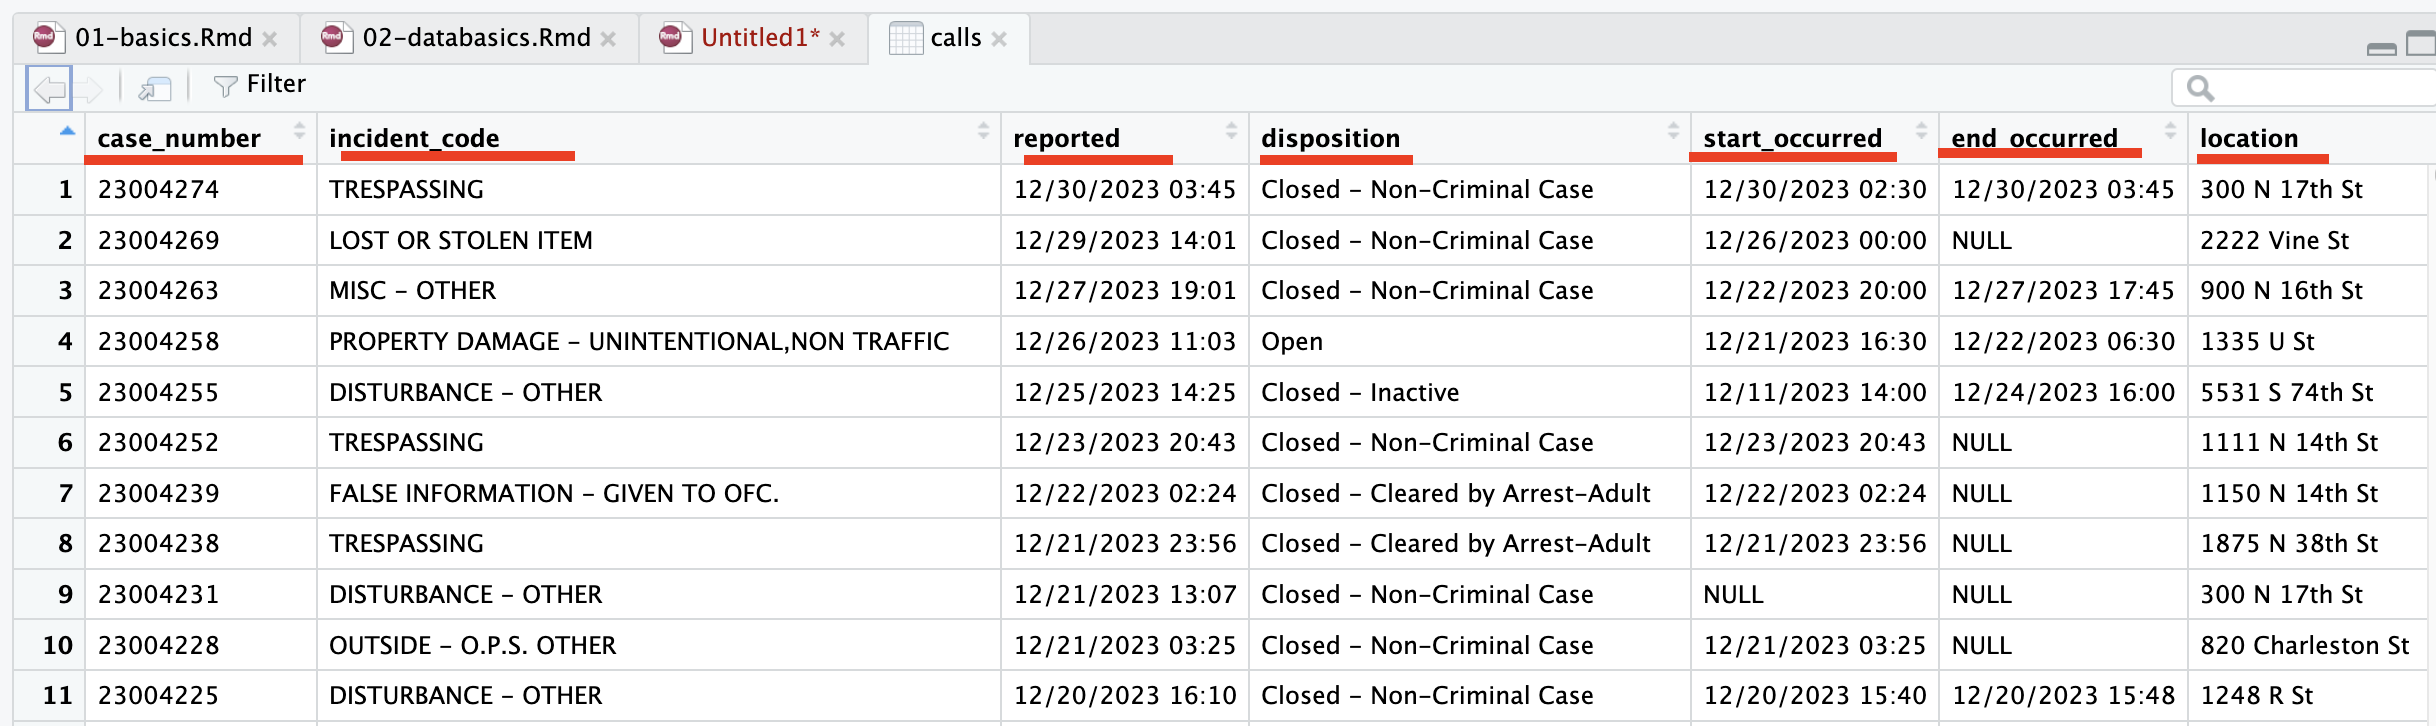 01-basics.Rmd 02-databasics.Rmd Untitled1* calls
Filter
case_number incident_code reported disposition start_occurred end_occurred location
1 23004274 TRESPASSING 12/30/2023 03:45 Closed - Non-Criminal Case 12/30/2023 02:30 12/30/2023 03:45 300 N 17th St
2 23004269 LOST OR STOLEN ITEM 12/29/2023 14:01 Closed - Non-Criminal Case 12/26/2023 00:00 NULL 2222 Vine St
3 23004263 MISC - OTHER 12/27/2023 19:01 Closed - Non-Criminal Case 12/22/2023 20:00 12/27/2023 17:45 900 N 16th St
4 23004258 PROPERTY DAMAGE - UNINTENTIONAL,NON TRAFFIC 12/26/2023 11:03 Open 12/21/2023 16:30 12/22/2023 06:30 1335 U St
5 23004255 DISTURBANCE - OTHER 12/25/2023 14:25 Closed - Inactive 12/11/2023 14:00 12/24/2023 16:00 5531 S 74th St
6 23004252 TRESPASSING 12/23/2023 20:43 Closed - Non-Criminal Case 12/23/2023 20:43 NULL 1111 N 14th St
7 23004239 FALSE INFORMATION - GIVEN TO OFC. 12/22/2023 02:24 Closed - Cleared by Arrest-Adult 12/22/2023 02:24 NULL 1150 N 14th St
8 23004238 TRESPASSING 12/21/2023 23:56 Closed - Cleared by Arrest-Adult 12/21/2023 23:56 NULL 1875 N 38th St
9 23004231 DISTURBANCE - OTHER 12/21/2023 13:07 Closed - Non-Criminal Case NULL NULL 300 N 17th St
10 23004228 OUTSIDE - O.P.S. OTHER 12/21/2023 03:25 Closed - Non-Criminal Case 12/21/2023 03:25 NULL 820 Charleston St
11 23004225 DISTURBANCE - OTHER 12/20/2023 16:10 Closed - Non-Criminal Case 12/20/2023 15:40 12/20/2023 15:48 1248 R St